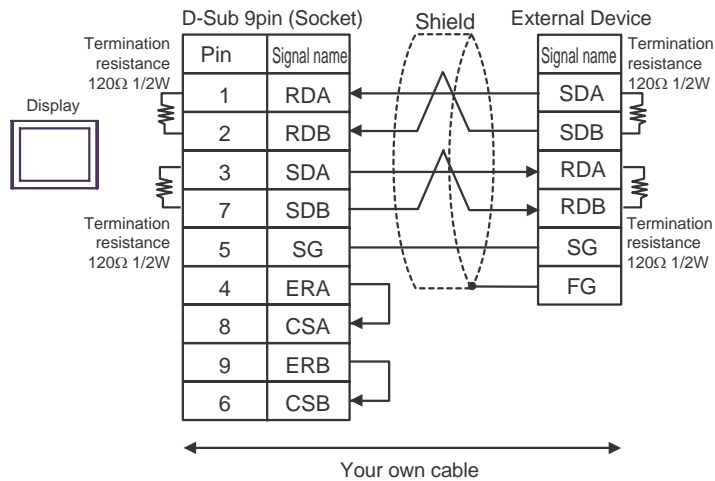 D-Sub 9pin (Socket)
Shield
External Device
Termination
resistance
120Ω 1/2W
Pin
Signal name
Signal name
Termination
resistance
120Ω 1/2W
Display
1
RDA
SDA
2
RDB
SDB
3
SDA
RDA
7
SDB
RDB
Termination
resistance
120Ω 1/2W
5
SG
SG
Termination
resistance
120Ω 1/2W
4
ERA
FG
8
CSA
9
ERB
6
CSB
Your own cable